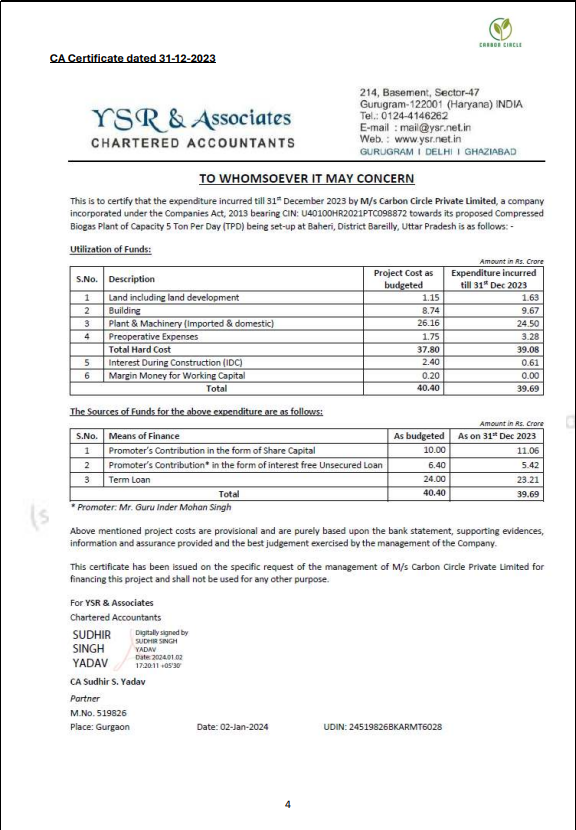 CARBON CIRCLE
CA Certificate dated 31-12-2023
YSR & Associates
CHARTERED ACCOUNTANTS
214, Basement, Sector-47
Gurugram-122001 (Haryana) INDIA
Tel.: 0124-4146262
E-mail : mail@ysr.net.in
Web. : www.ysr.net.in
GURUGRAM I DELHI I GHAZIABAD
TO WHOMSOEVER IT MAY CONCERN
This is to certify that the expenditure incurred till 31st December 2023 by M/s Carbon Circle Private Limited, a company
incorporated under the Companies Act, 2013 bearing CIN: U40100HR2021PTC098872 towards its proposed Compressed
Biogas Plant of Capacity 5 Ton Per Day (TPD) being set-up at Baheri, District Bareilly, Uttar Pradesh is as follows: -
Utilization of Funds:
Amount in Rs. Crore
S.No. Description Project Cost as budgeted Expenditure incurred till 31st Dec 2023
1 Land including land development 1.15 1.63
2 Building 8.74 9.67
3 Plant & Machinery (Imported & domestic) 26.16 24.50
4 Preoperative Expenses 1.75 3.28
Total Hard Cost 37.80 39.08
5 Interest During Construction (IDC) 2.40 0.61
6 Margin Money for Working Capital 0.20 0.00
Total 40.40 39.69
The Sources of Funds for the above expenditure are as follows:
Amount in Rs. Crore
S.No. Means of Finance As budgeted As on 31st Dec 2023
1 Promoter's Contribution in the form of Share Capital 10.00 11.06
2 Promoter's Contribution* in the form of interest free Unsecured Loan 6.40 5.42
3 Term Loan 24.00 23.21
Total 40.40 39.69
* Promoter: Mr. Guru Inder Mohan Singh
Above mentioned project costs are provisional and are purely based upon the bank statement, supporting evidences,
information and assurance provided and the best judgement exercised by the management of the Company.
This certificate has been issued on the specific request of the management of M/s Carbon Circle Private Limited for
financing this project and shall not be used for any other purpose.
For YSR & Associates
Chartered Accountants
SUDHIR
SINGH
YADAV
Digitally signed by
SUDHIR SINGH
YADAV
Date: 2024.01.02
17:20:11 +05'30'
CA Sudhir S. Yadav
Partner
M.No. 519826
Place: Gurgaon Date: 02-Jan-2024 UDIN: 24519826BKARMT6028
4